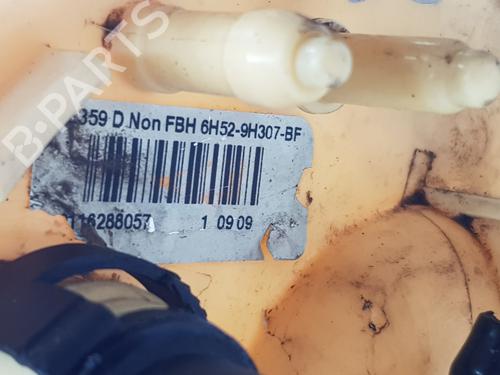 B-PARTS
359 D Non FBH 6H52-9H307-BF
116288057 1 09 09